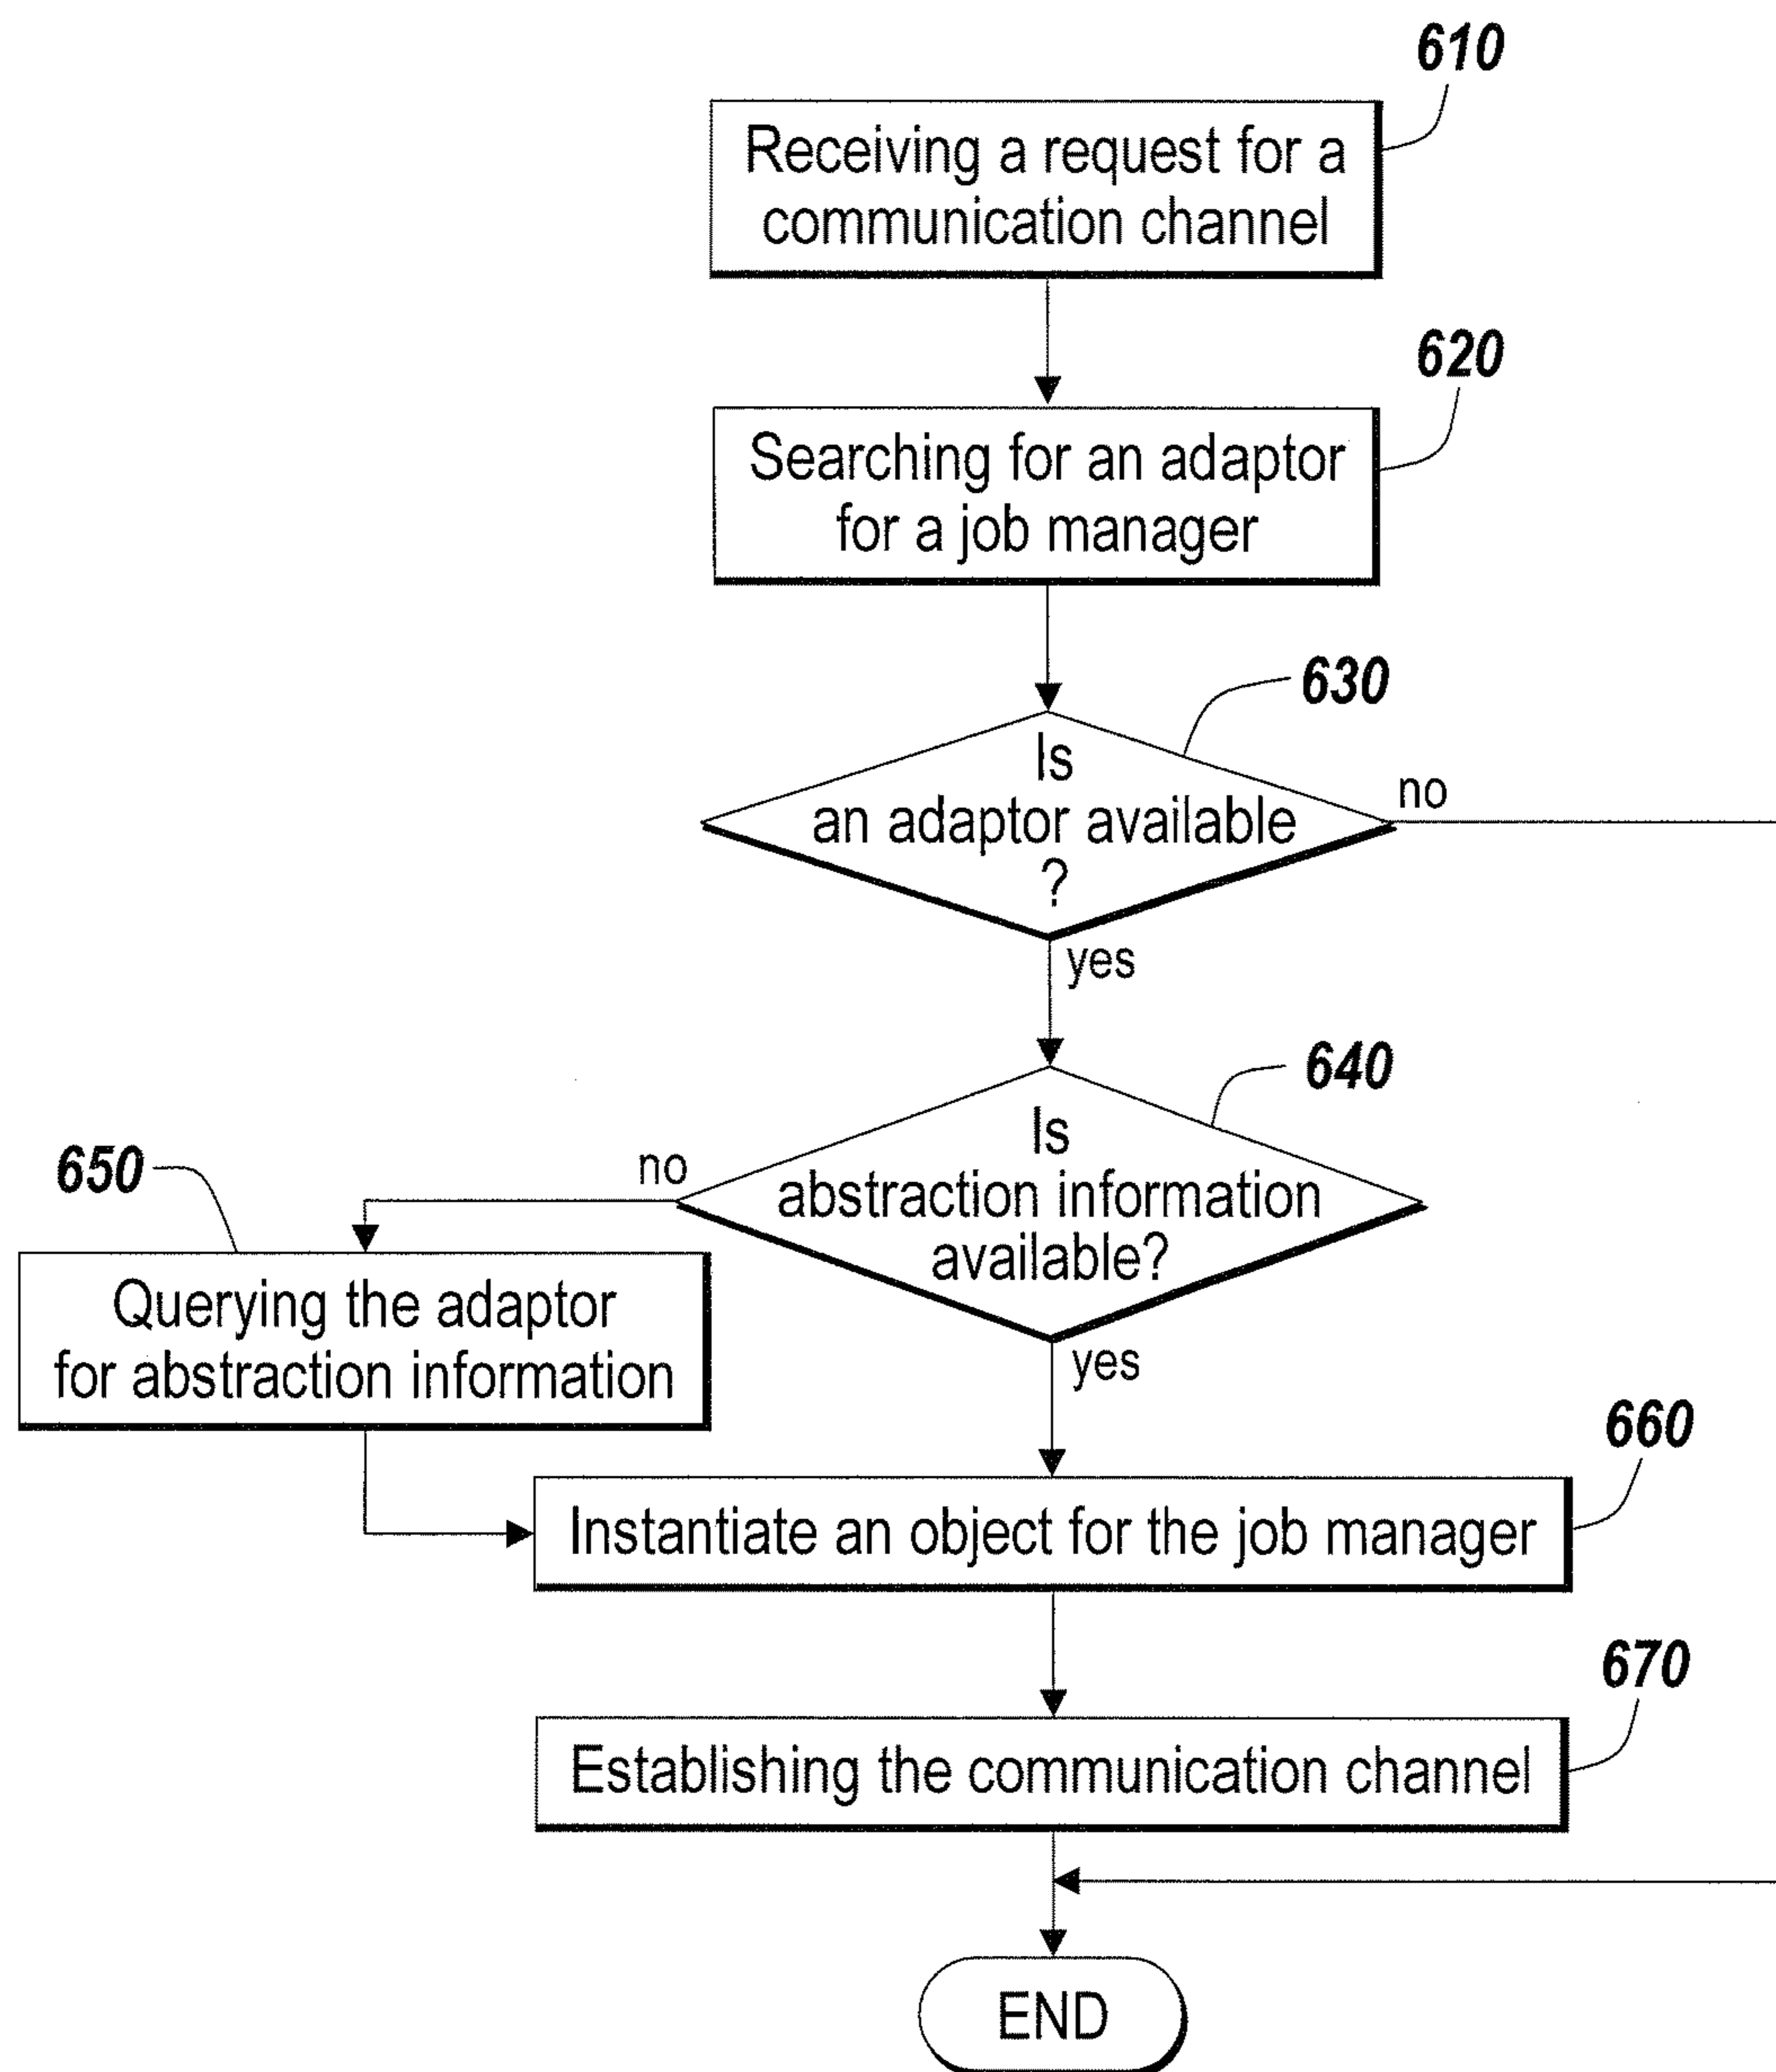 610
Receiving a request for a
communication channel
620
Searching for an adaptor
for a job manager
630
Is
an adaptor available
?
no
yes
640
Is
abstraction information
available?
no
yes
650
Querying the adaptor
for abstraction information
660
Instantiate an object for the job manager
670
Establishing the communication channel
END